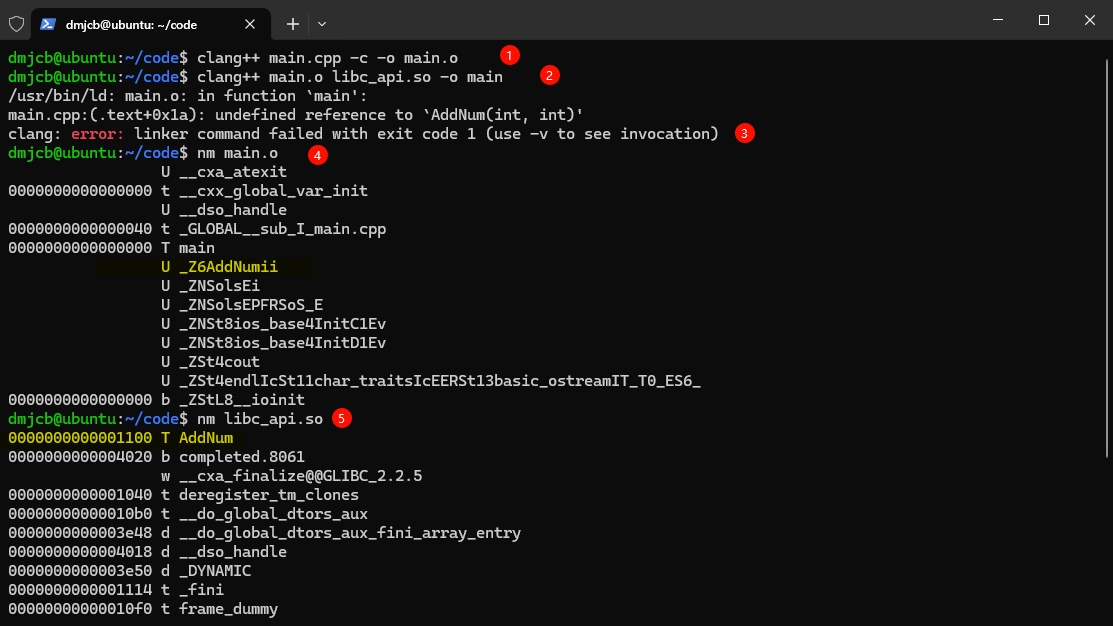 dmjcb@ubuntu: ~/code
dmjcb@ubuntu:~/code$ clang++ main.cpp -c -o main.o 1
dmjcb@ubuntu:~/code$ clang++ main.o libc_api.so -o main 2
/usr/bin/ld: main.o: in function `main':
main.cpp:(.text+0x1a): undefined reference to `AddNum(int, int)'
clang: error: linker command failed with exit code 1 (use -v to see invocation) 3
dmjcb@ubuntu:~/code$ nm main.o 4
U __cxa_atexit
0000000000000000 t __cxx_global_var_init
U __dso_handle
0000000000000040 t _GLOBAL__sub_I_main.cpp
0000000000000000 T main
U _Z6AddNumii
U _ZNSolsEi
U _ZNSolsEPFRSoS_E
U _ZNSt8ios_base4InitC1Ev
U _ZNSt8ios_base4InitD1Ev
U _ZSt4cout
U _ZSt4endlIcSt11char_traitsIcEERSt13basic_ostreamIT_T0_ES6_
0000000000000000 b _ZStL8__ioinit
dmjcb@ubuntu:~/code$ nm libc_api.so 5
0000000000001100 T AddNum
0000000000004020 b completed.8061
w __cxa_finalize@@GLIBC_2.2.5
0000000000001040 t deregister_tm_clones
00000000000010b0 t __do_global_dtors_aux
0000000000003e48 d __do_global_dtors_aux_fini_array_entry
0000000000004018 d __dso_handle
0000000000003e50 d _DYNAMIC
0000000000001114 t _fini
00000000000010f0 t frame_dummy